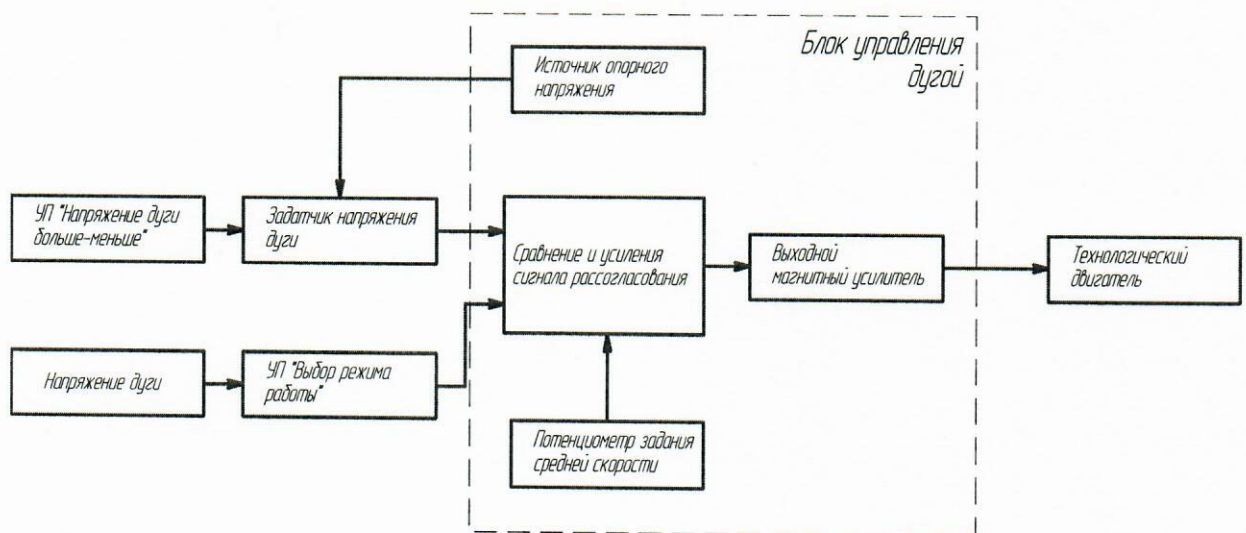 Блок управления
дугой
Источник опорного
напряжения
УП "Напряжение дуги
больше-меньше"
Задатчик напряжения
дуги
Сравнение и усиления
сигнала рассогласования
Выходной
магнитный усилитель
Технологический
двигатель
Напряжение дуги
УП "Выбор режима
работы"
Потенциометр задания
средней скорости